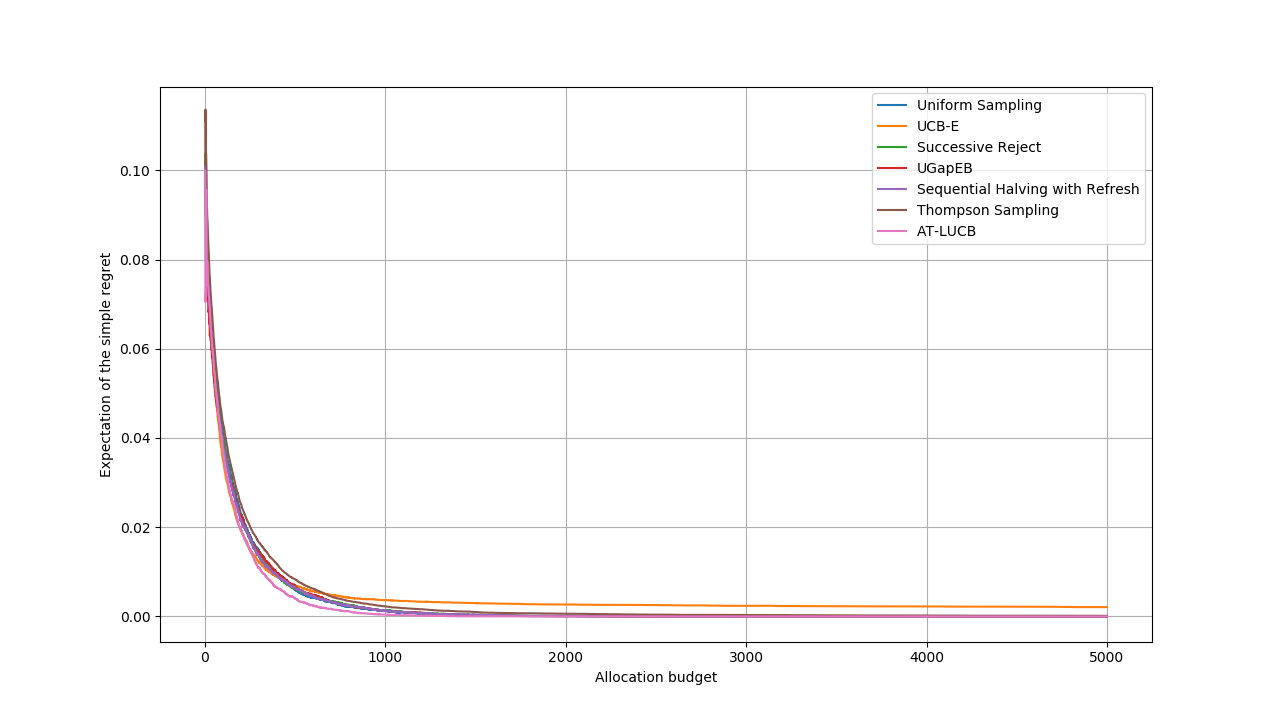 Uniform Sampling
UCB-E
Successive Reject
UGapEB
Sequential Halving with Refresh
Thompson Sampling
AT-LUCB
0.10
0.08
0.06
0.04
0.02
0.00
Expectation of the simple regret
0 1000 2000 3000 4000 5000
Allocation budget